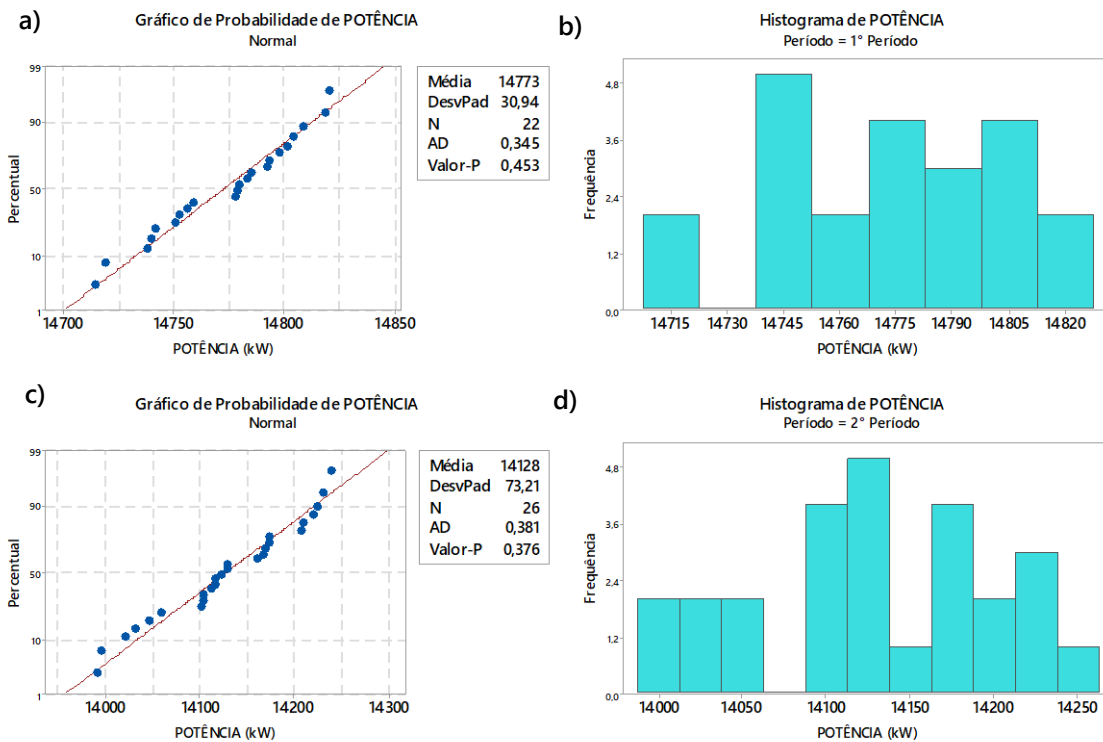 a)
Gráfico de Probabilidade de POTÊNCIA
Normal
99
90
50
10
1
Percentual
14700 14750 14800 14850
POTÊNCIA (kW)
Média 14773
DesvPad 30,94
N 22
AD 0,345
Valor-P 0,453
b)
Histograma de POTÊNCIA
Período = 1° Período
4,8
3,6
2,4
1,2
0,0
Frequência
14715 14730 14745 14760 14775 14790 14805 14820
POTÊNCIA (kW)
c)
Gráfico de Probabilidade de POTÊNCIA
Normal
99
90
50
10
1
Percentual
14000 14100 14200 14300
POTÊNCIA (kW)
Média 14128
DesvPad 73,21
N 26
AD 0,381
Valor-P 0,376
d)
Histograma de POTÊNCIA
Período = 2° Período
4,8
3,6
2,4
1,2
0,0
Frequência
14000 14050 14100 14150 14200 14250
POTÊNCIA (kW)